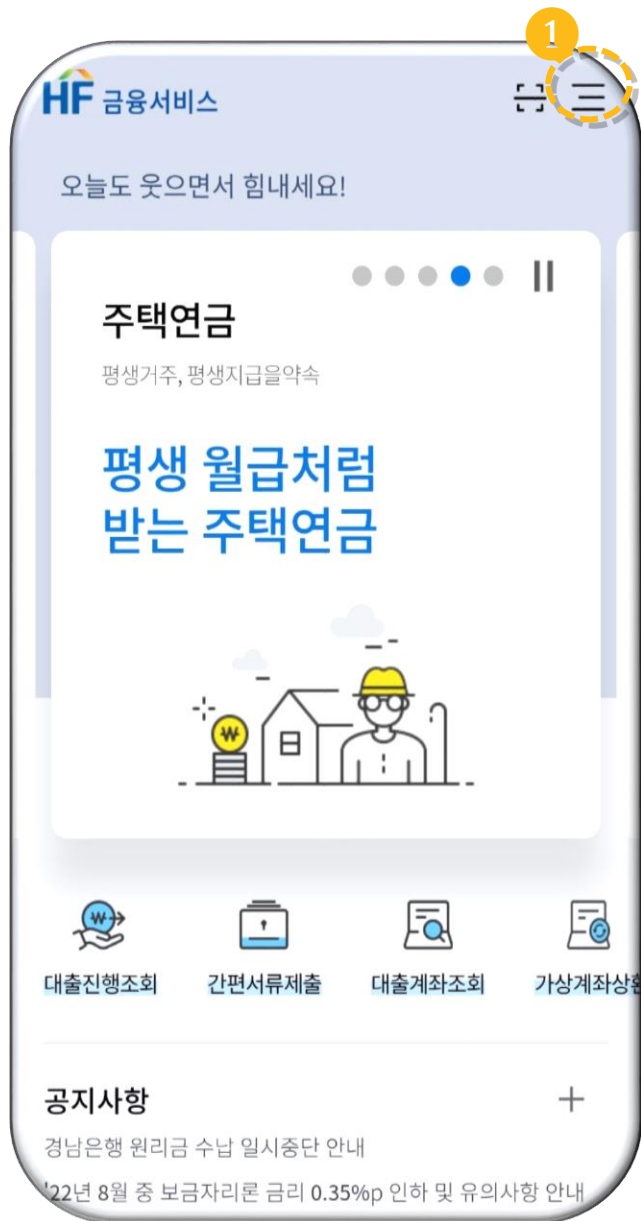 1
HF 금융서비스
오늘도 웃으면서 힘내세요!
주택연금
평생거주, 평생지급을약속
평생 월급처럼
받는 주택연금
₩
₩
대출진행조회 간편서류제출 대출계좌조회 가상계좌상환
공지사항
경남은행 원리금 수납 일시중단 안내
'22년 8월 중 보금자리론 금리 0.35%p 인하 및 유의사항 안내